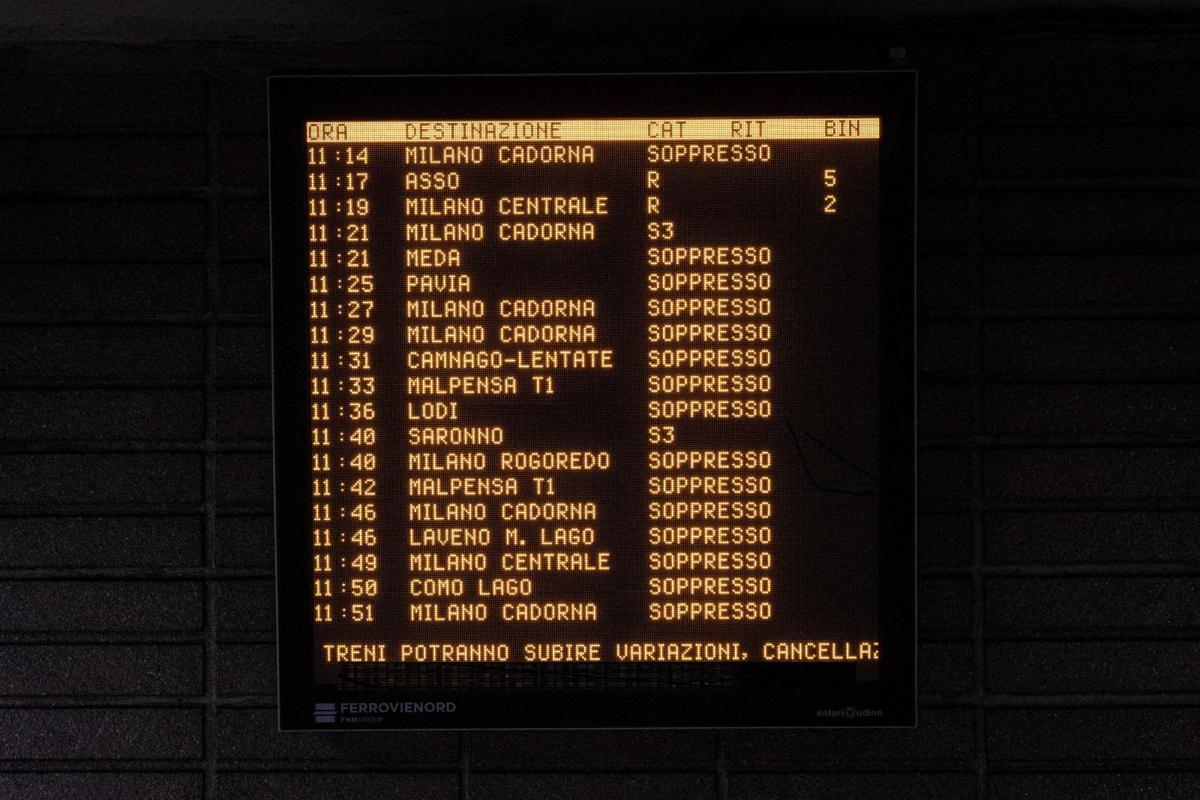 ORA DESTINAZIONE CAT RIT BIN
11:14 MILANO CADORNA SOPPRESSO
11:17 ASSO R 5
11:19 MILANO CENTRALE R 2
11:21 MILANO CADORNA S3
11:21 MEDA SOPPRESSO
11:25 PAVIA SOPPRESSO
11:27 MILANO CADORNA SOPPRESSO
11:29 MILANO CADORNA SOPPRESSO
11:31 CAMNAGO-LENTATE SOPPRESSO
11:33 MALPENSA T1 SOPPRESSO
11:36 LODI SOPPRESSO
11:40 SARONNO S3
11:40 MILANO ROGOREDO SOPPRESSO
11:42 MALPENSA T1 SOPPRESSO
11:46 MILANO CADORNA SOPPRESSO
11:46 LAVENO M. LAGO SOPPRESSO
11:49 MILANO CENTRALE SOPPRESSO
11:50 COMO LAGO SOPPRESSO
11:51 MILANO CADORNA SOPPRESSO
TRENI POTRANNO SUBIRE VARIAZIONI, CANCELLAZ
FERROVIENORD
FNMGROUP
solari udine